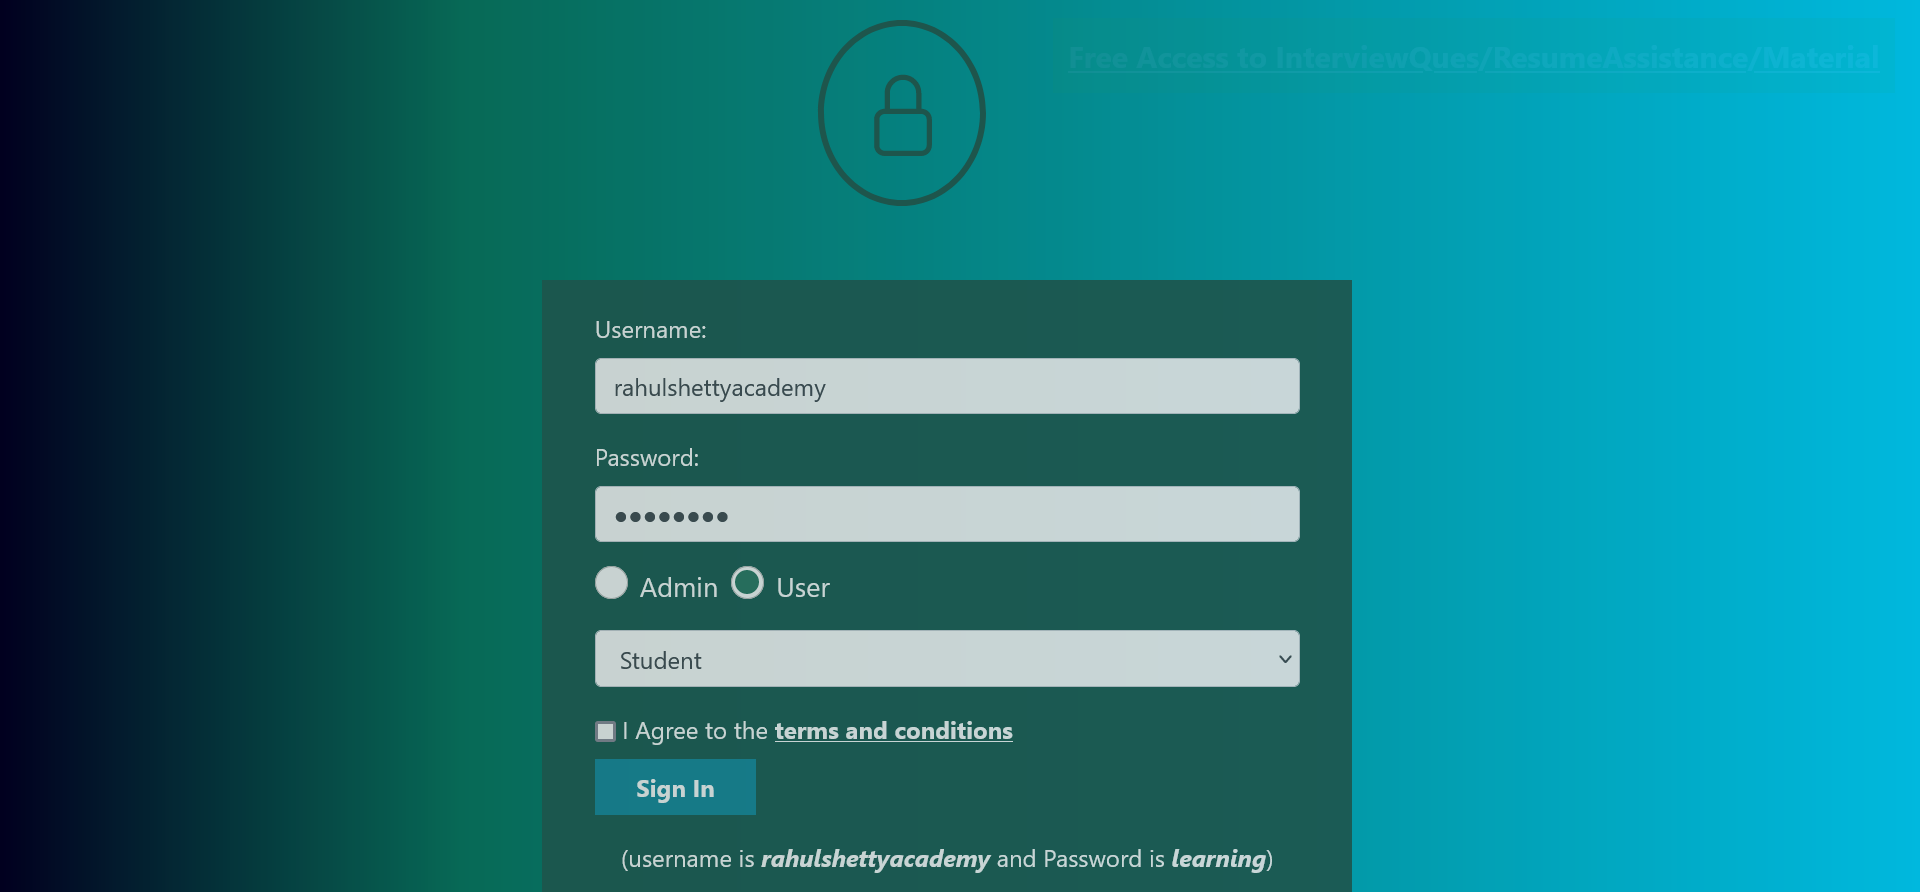 Free Access to InterviewQues/ResumeAssistance/Material
Username:
rahulshettyacademy
Password:
••••••••
Admin User
Student
I Agree to the terms and conditions
Sign In
(username is rahulshettyacademy and Password is learning)